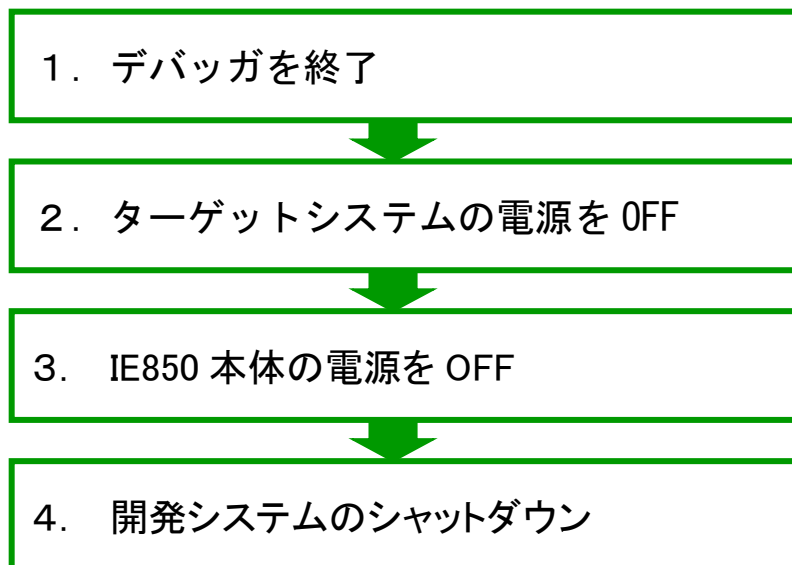 １. デバッガを終了
２. ターゲットシステムの電源を OFF
３. IE850 本体の電源を OFF
４. 開発システムのシャットダウン